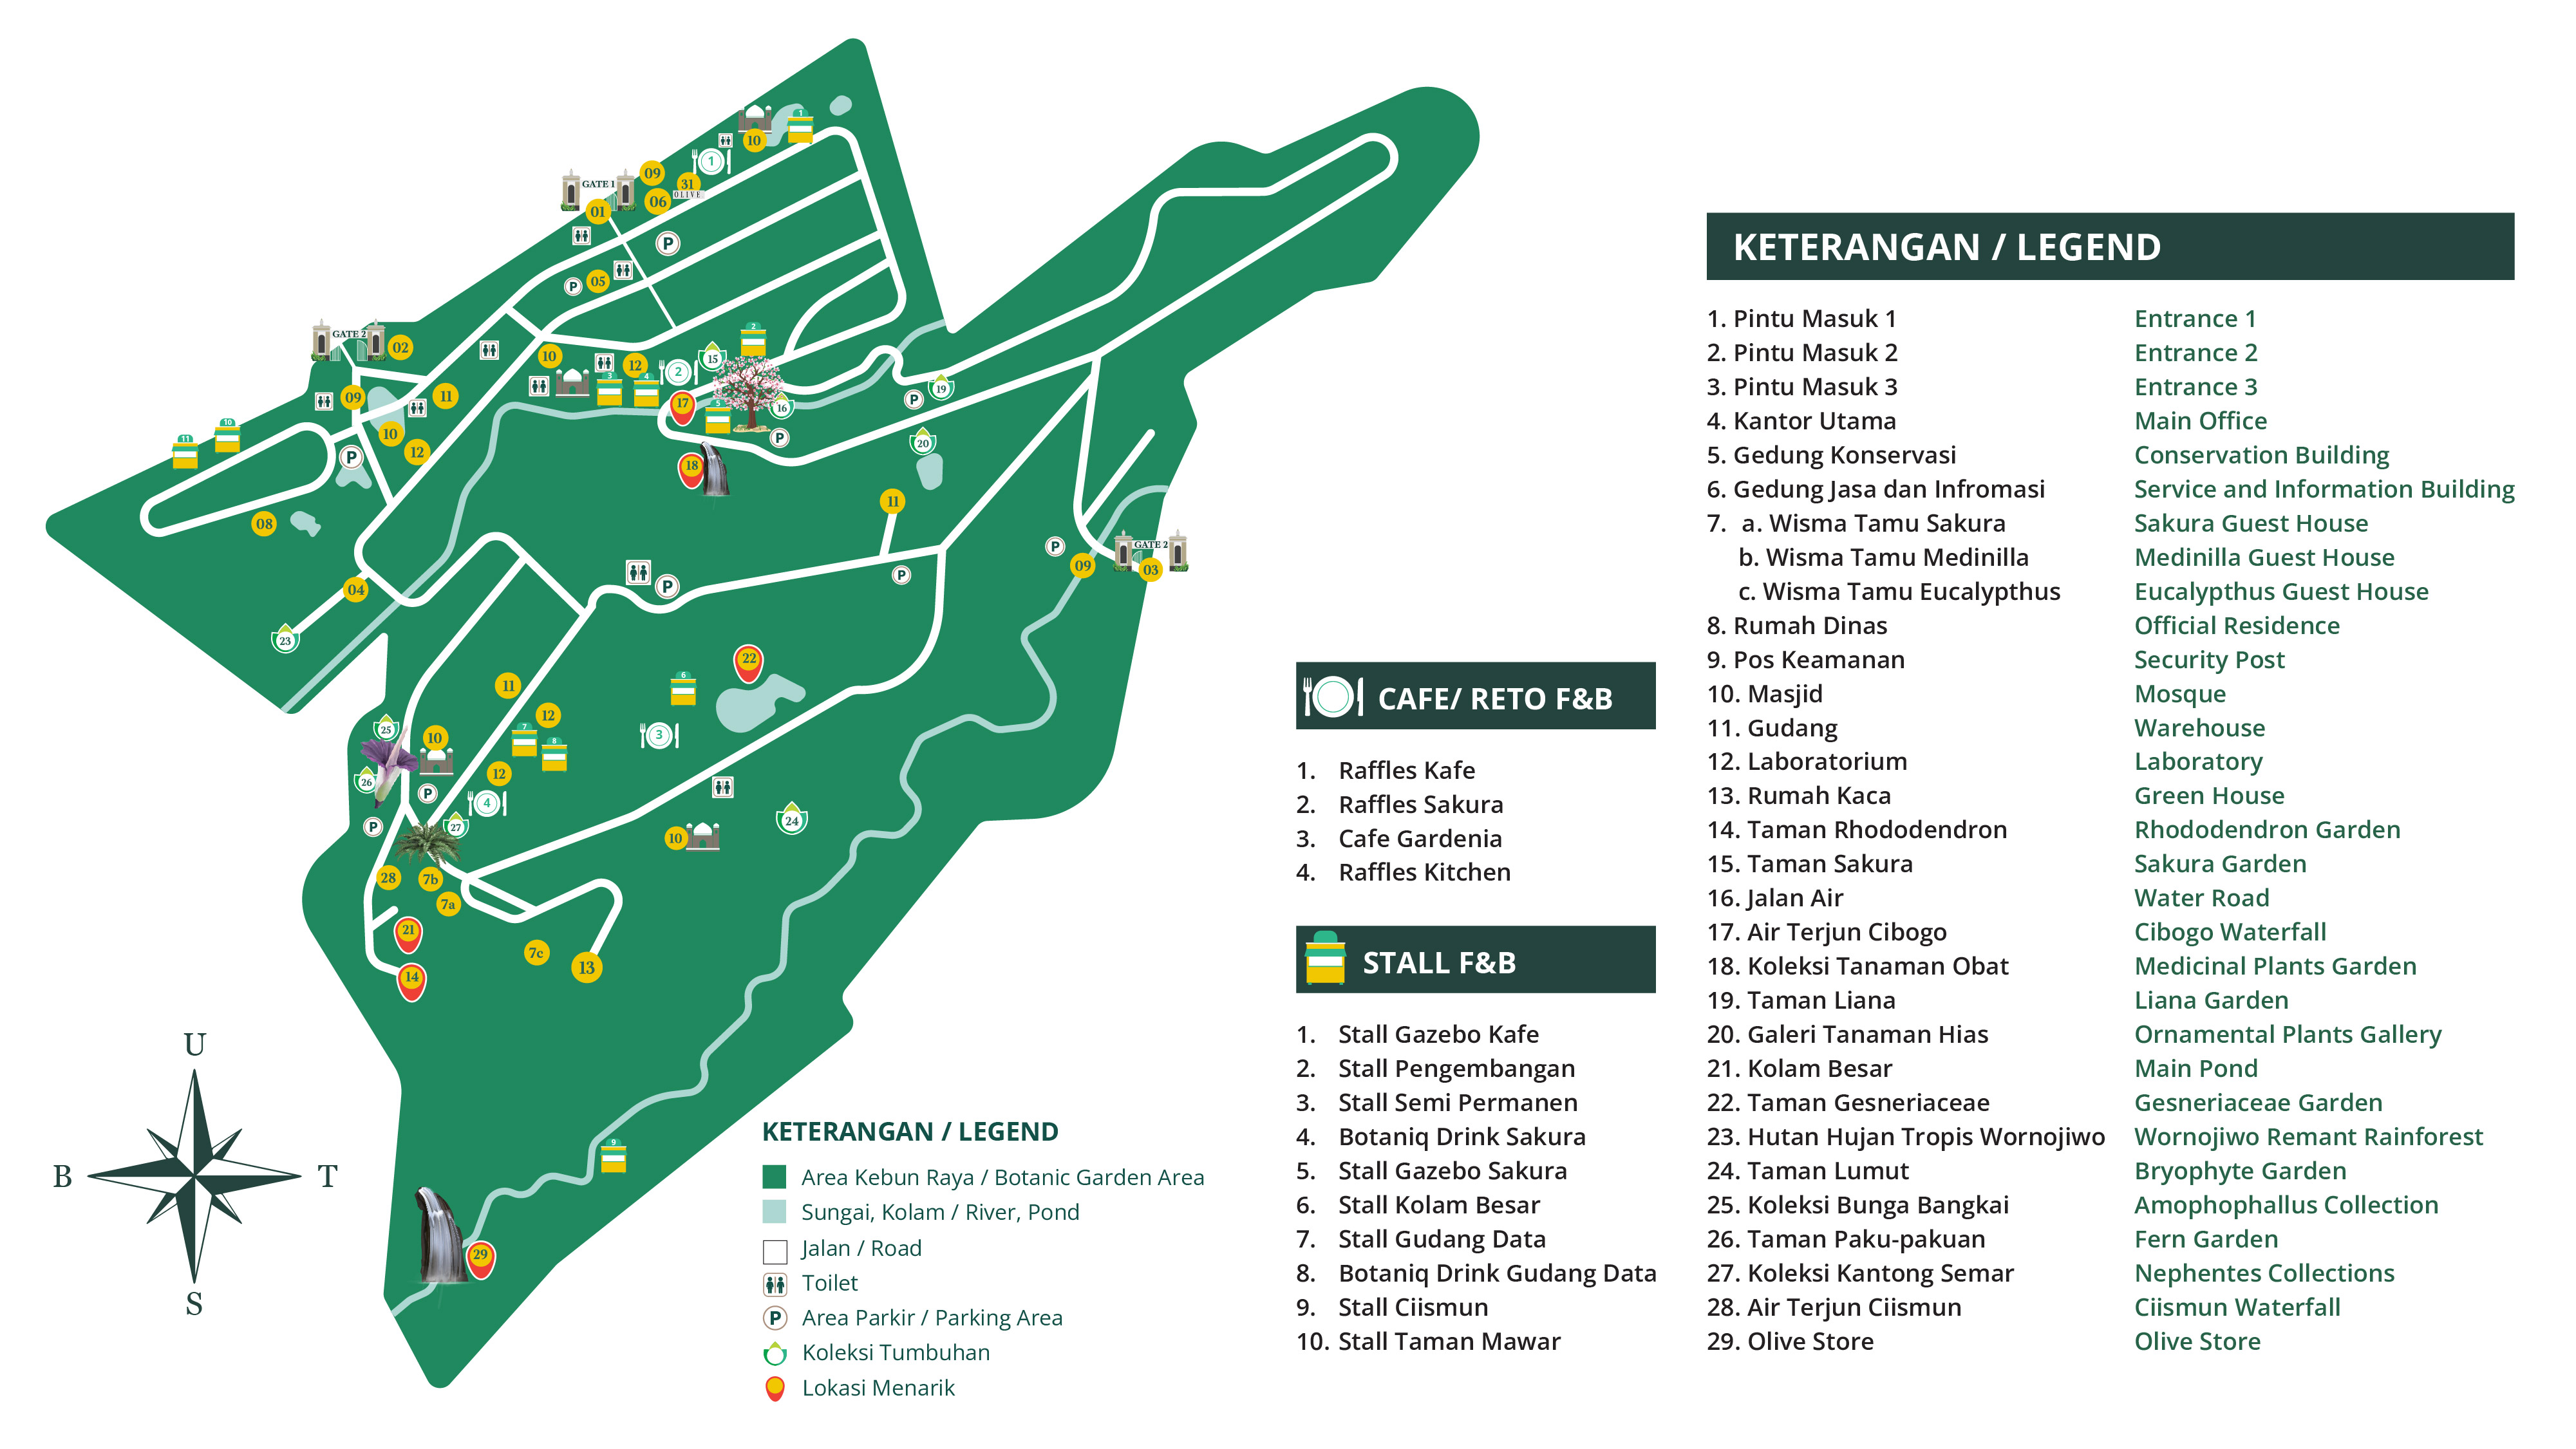 1
10
1
09
31
OLIVE
GATE 1
06
01
P
05
P
GATE 2
02
2
10
12
15
2
3
4
19
09
11
17
5
16
P
10
P
10
11
12
20
P
18
11
08
P
GATE 2
09
03
04
P
P
23
22
11
6
12
25
10
7
3
8
26
12
P
4
24
27
P
10
28
7b
7a
21
7c
13
14
9
29
U
B
T
S
KETERANGAN / LEGEND
Area Kebun Raya / Botanic Garden Area
Sungai, Kolam / River, Pond
Jalan / Road
Toilet
P Area Parkir / Parking Area
Koleksi Tumbuhan
Lokasi Menarik
CAFE/ RETO F&B
1. Raffles Kafe
2. Raffles Sakura
3. Cafe Gardenia
4. Raffles Kitchen
STALL F&B
1. Stall Gazebo Kafe
2. Stall Pengembangan
3. Stall Semi Permanen
4. Botaniq Drink Sakura
5. Stall Gazebo Sakura
6. Stall Kolam Besar
7. Stall Gudang Data
8. Botaniq Drink Gudang Data
9. Stall Ciismun
10. Stall Taman Mawar
KETERANGAN / LEGEND
1. Pintu Masuk 1 Entrance 1
2. Pintu Masuk 2 Entrance 2
3. Pintu Masuk 3 Entrance 3
4. Kantor Utama Main Office
5. Gedung Konservasi Conservation Building
6. Gedung Jasa dan Infromasi Service and Information Building
7. a. Wisma Tamu Sakura Sakura Guest House
b. Wisma Tamu Medinilla Medinilla Guest House
c. Wisma Tamu Eucalypthus Eucalypthus Guest House
8. Rumah Dinas Official Residence
9. Pos Keamanan Security Post
10. Masjid Mosque
11. Gudang Warehouse
12. Laboratorium Laboratory
13. Rumah Kaca Green House
14. Taman Rhododendron Rhododendron Garden
15. Taman Sakura Sakura Garden
16. Jalan Air Water Road
17. Air Terjun Cibogo Cibogo Waterfall
18. Koleksi Tanaman Obat Medicinal Plants Garden
19. Taman Liana Liana Garden
20. Galeri Tanaman Hias Ornamental Plants Gallery
21. Kolam Besar Main Pond
22. Taman Gesneriaceae Gesneriaceae Garden
23. Hutan Hujan Tropis Wornojiwo Wornojiwo Remant Rainforest
24. Taman Lumut Bryophyte Garden
25. Koleksi Bunga Bangkai Amophophallus Collection
26. Taman Paku-pakuan Fern Garden
27. Koleksi Kantong Semar Nephentes Collections
28. Air Terjun Ciismun Ciismun Waterfall
29. Olive Store Olive Store